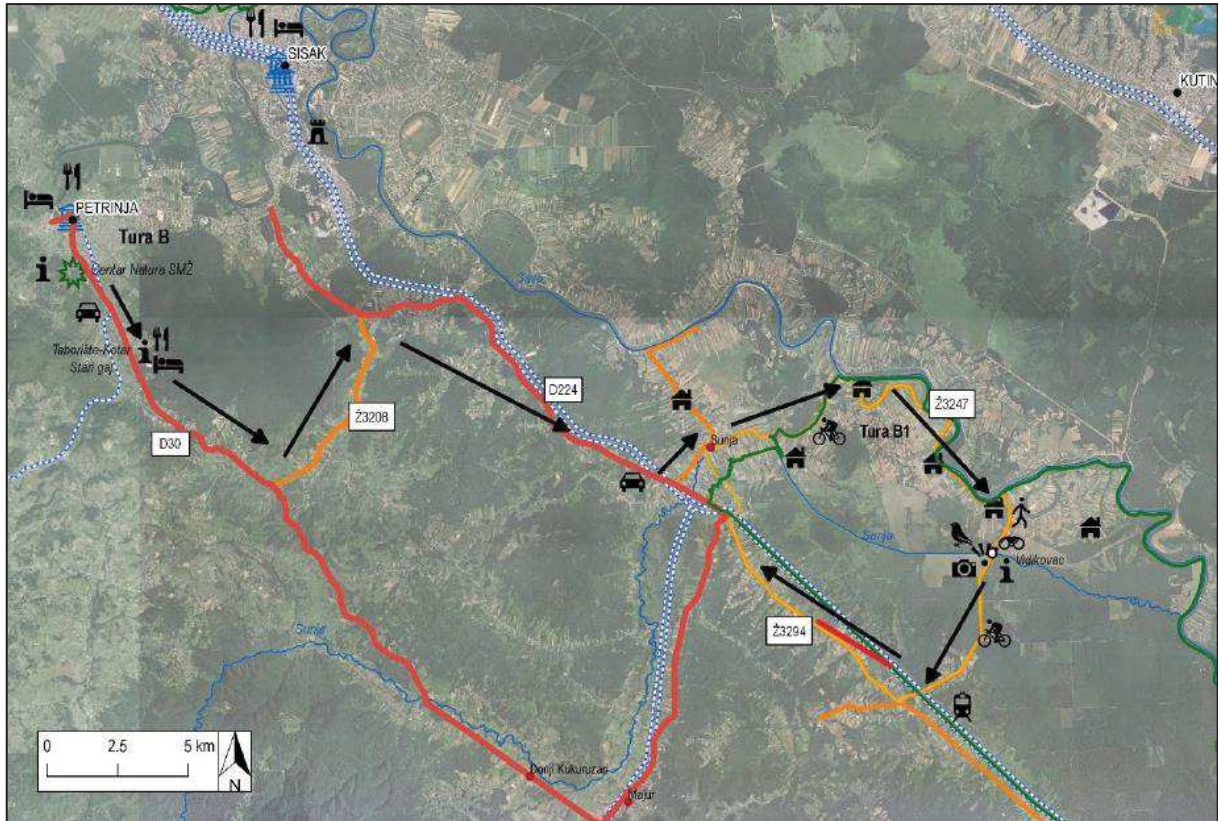 SISAK
KUTIN
PETRINJA
Tura B
i
Centar Natura SMŽ
Taborište-Kotar
Stari gaj
i
Sava
D224
Ž3247
Ž3208
D30
Sunja
Tura B1
Sunja
Vidikovac
i
Ž3294
Sunja
0 2.5 5 km
N
Donji Kukuruzari
Majur